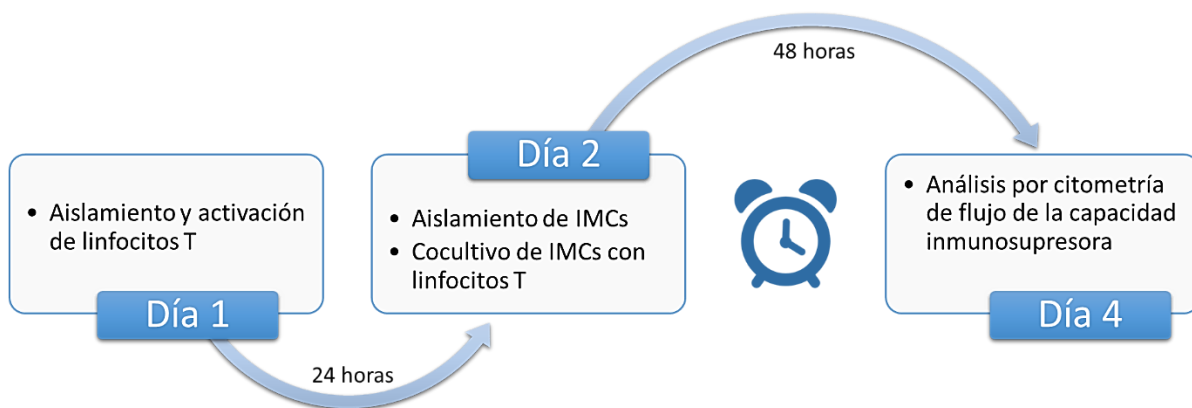 • Aislamiento y activación
de linfocitos T
Día 1
24 horas
Día 2
• Aislamiento de IMCs
• Cocultivo de IMCs con
linfocitos T
48 horas
• Análisis por citometría
de flujo de la capacidad
inmunosupresora
Día 4